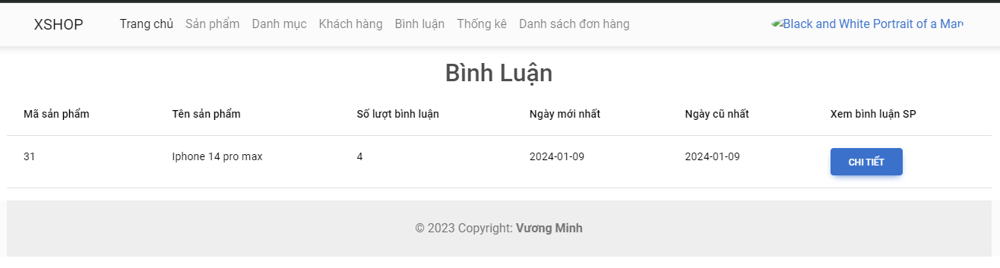 XSHOP Trang chủ Sản phẩm Danh mục Khách hàng Bình luận Thống kê Danh sách đơn hàng Black and White Portrait of a Man
Bình Luận
Mã sản phẩm Tên sản phẩm Số lượt bình luận Ngày mới nhất Ngày cũ nhất Xem bình luận SP
31 Iphone 14 pro max 4 2024-01-09 2024-01-09 CHI TIẾT
© 2023 Copyright: Vương Minh